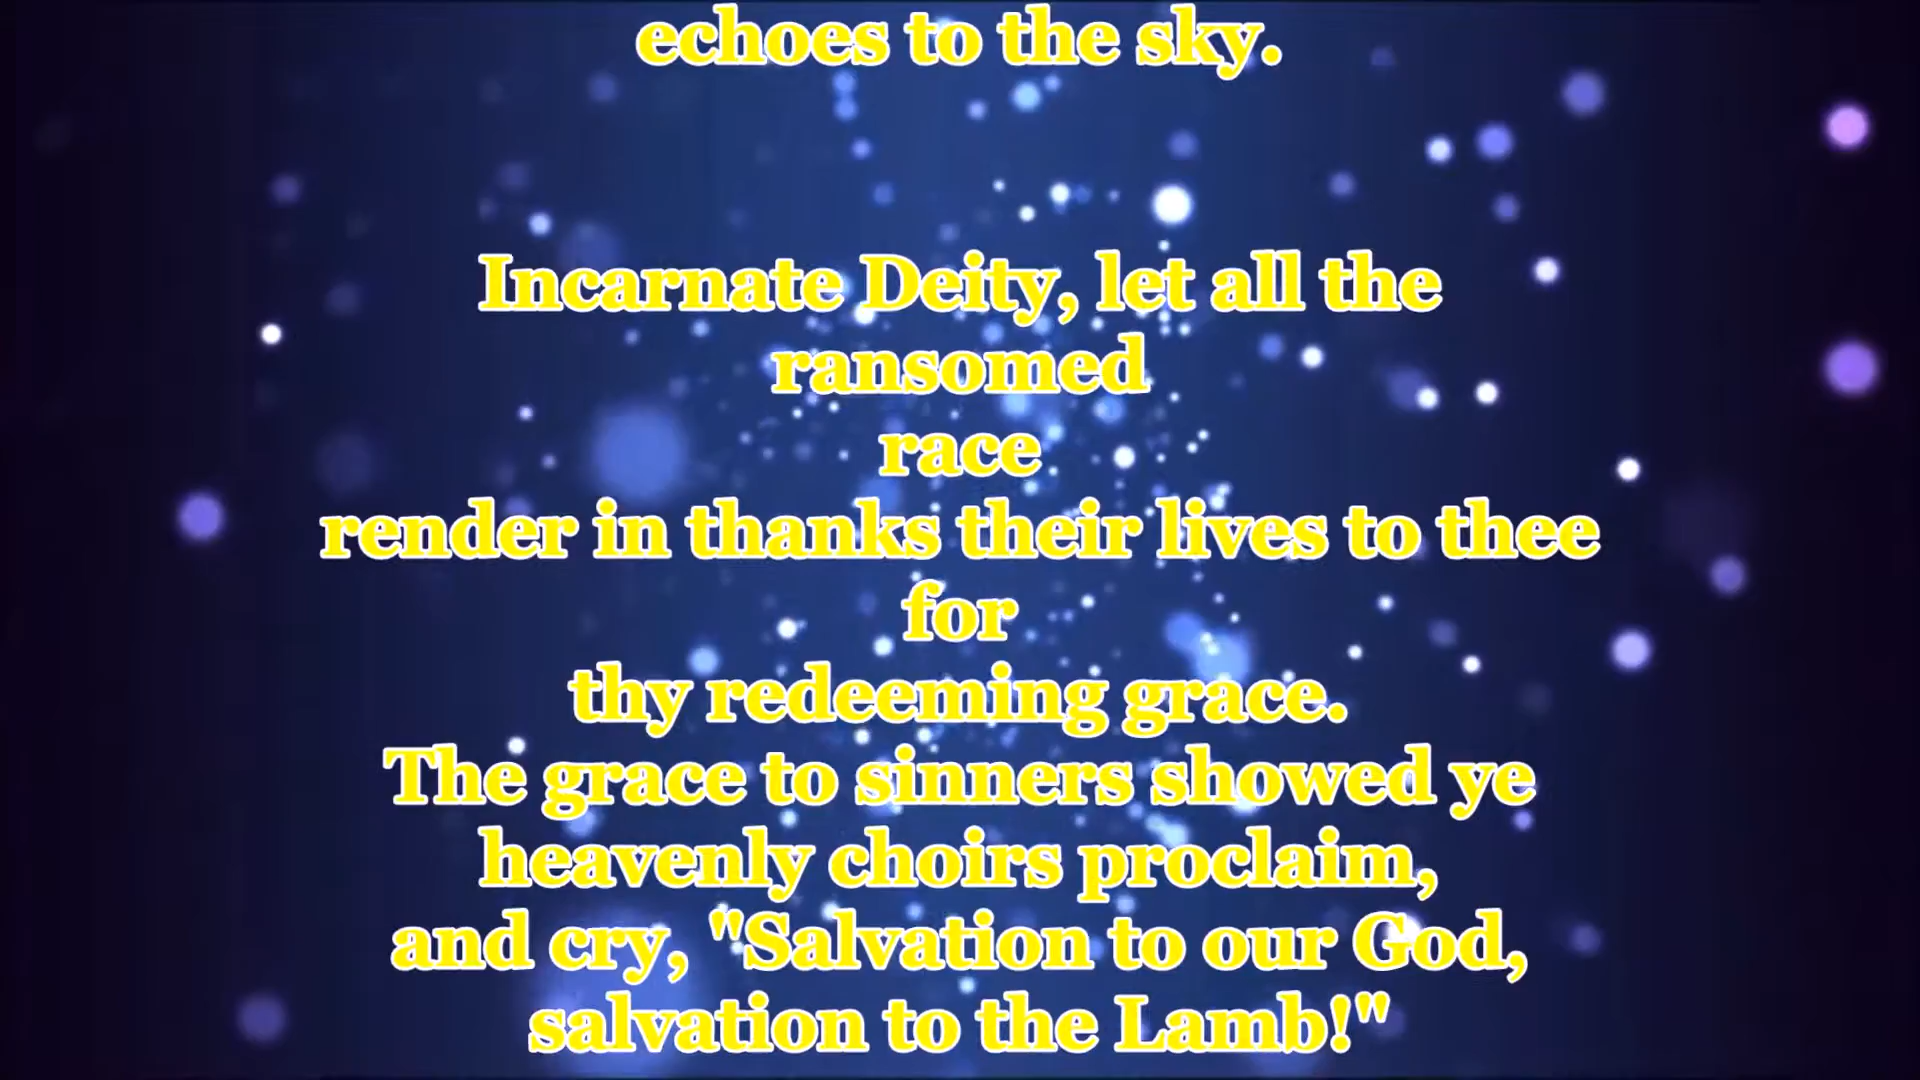 echoes to the sky.
Incarnate Deity, let all the
ransomed
race
render in thanks their lives to thee
for
thy redeeming grace.
The grace to sinners showed ye
heavenly choirs proclaim,
and cry, "Salvation to our God,
salvation to the Lamb!"